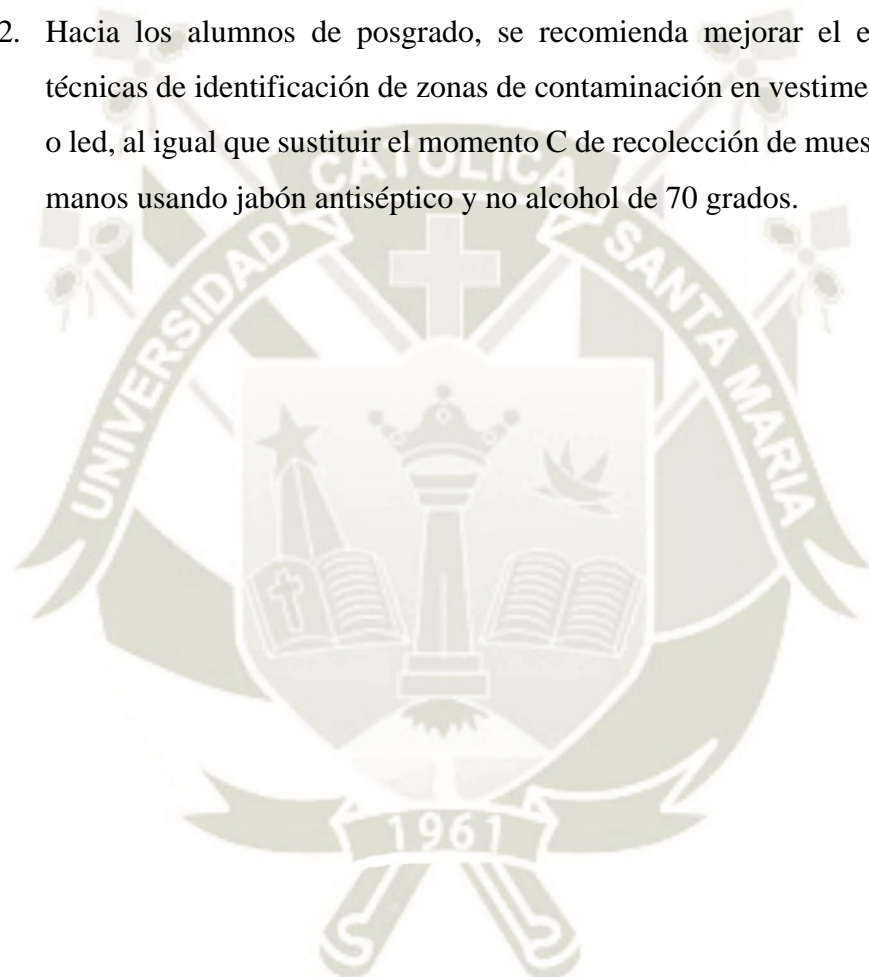 2. Hacia los alumnos de posgrado, se recomienda mejorar el e
técnicas de identificación de zonas de contaminación en vestime
o led, al igual que sustituir el momento C de recolección de mues
manos usando jabón antiséptico y no alcohol de 70 grados.
UNIVERSIDAD CATOLICA SANTA MARIA
1961